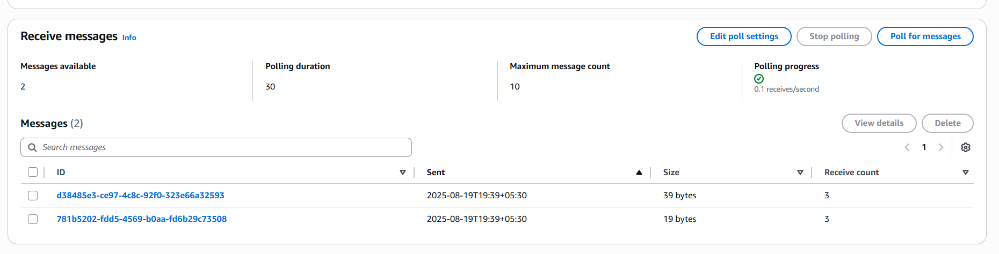 Receive messages Info
Edit poll settings Stop polling Poll for messages
Messages available Polling duration Maximum message count Polling progress
2 30 10
0.1 receives/second
Messages (2)
View details Delete
Search messages
1
ID Sent Size Receive count
d38485e3-ce97-4c8c-92f0-323e66a32593 2025-08-19T19:39+05:30 39 bytes 3
781b5202-fdd5-4569-b0aa-fd6b29c73508 2025-08-19T19:39+05:30 19 bytes 3